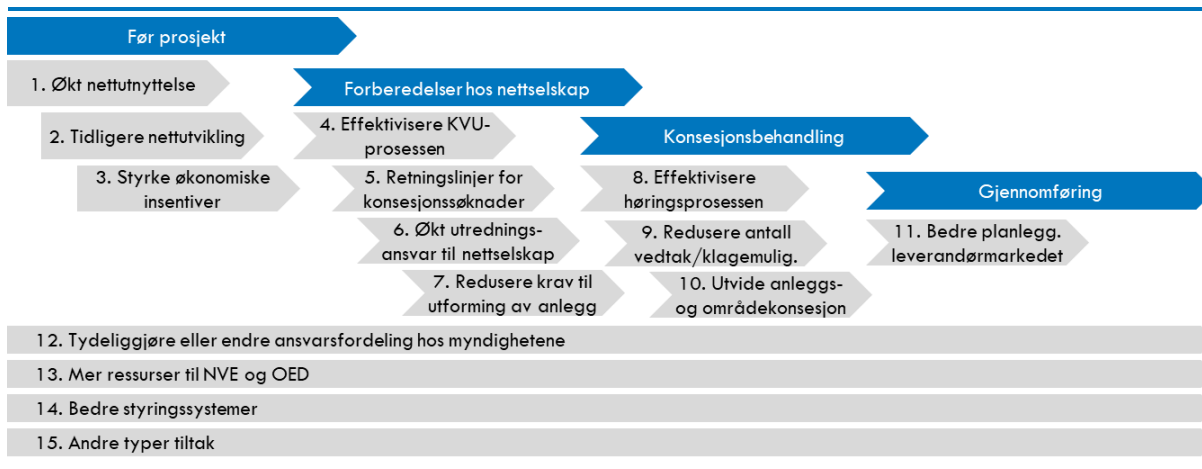 Før prosjekt
1. Økt nettutnyttelse
2. Tidligere nettutvikling
3. Styrke økonomiske
insentiver
Forberedelser hos nettselskap
4. Effektivisere KVU-
prosessen
5. Retningslinjer for
konsesjonssøknader
6. Økt utrednings-
ansvar til nettselskap
7. Redusere krav til
utforming av anlegg
Konsesjonsbehandling
8. Effektivisere
høringsprosessen
9. Redusere antall
vedtak/klagemulig.
10. Utvide anleggs-
og områdekonsesjon
Gjennomføring
11. Bedre planlegg.
leverandørmarkedet
12. Tydeliggjøre eller endre ansvarsfordeling hos myndighetene
13. Mer ressurser til NVE og OED
14. Bedre styringssystemer
15. Andre typer tiltak